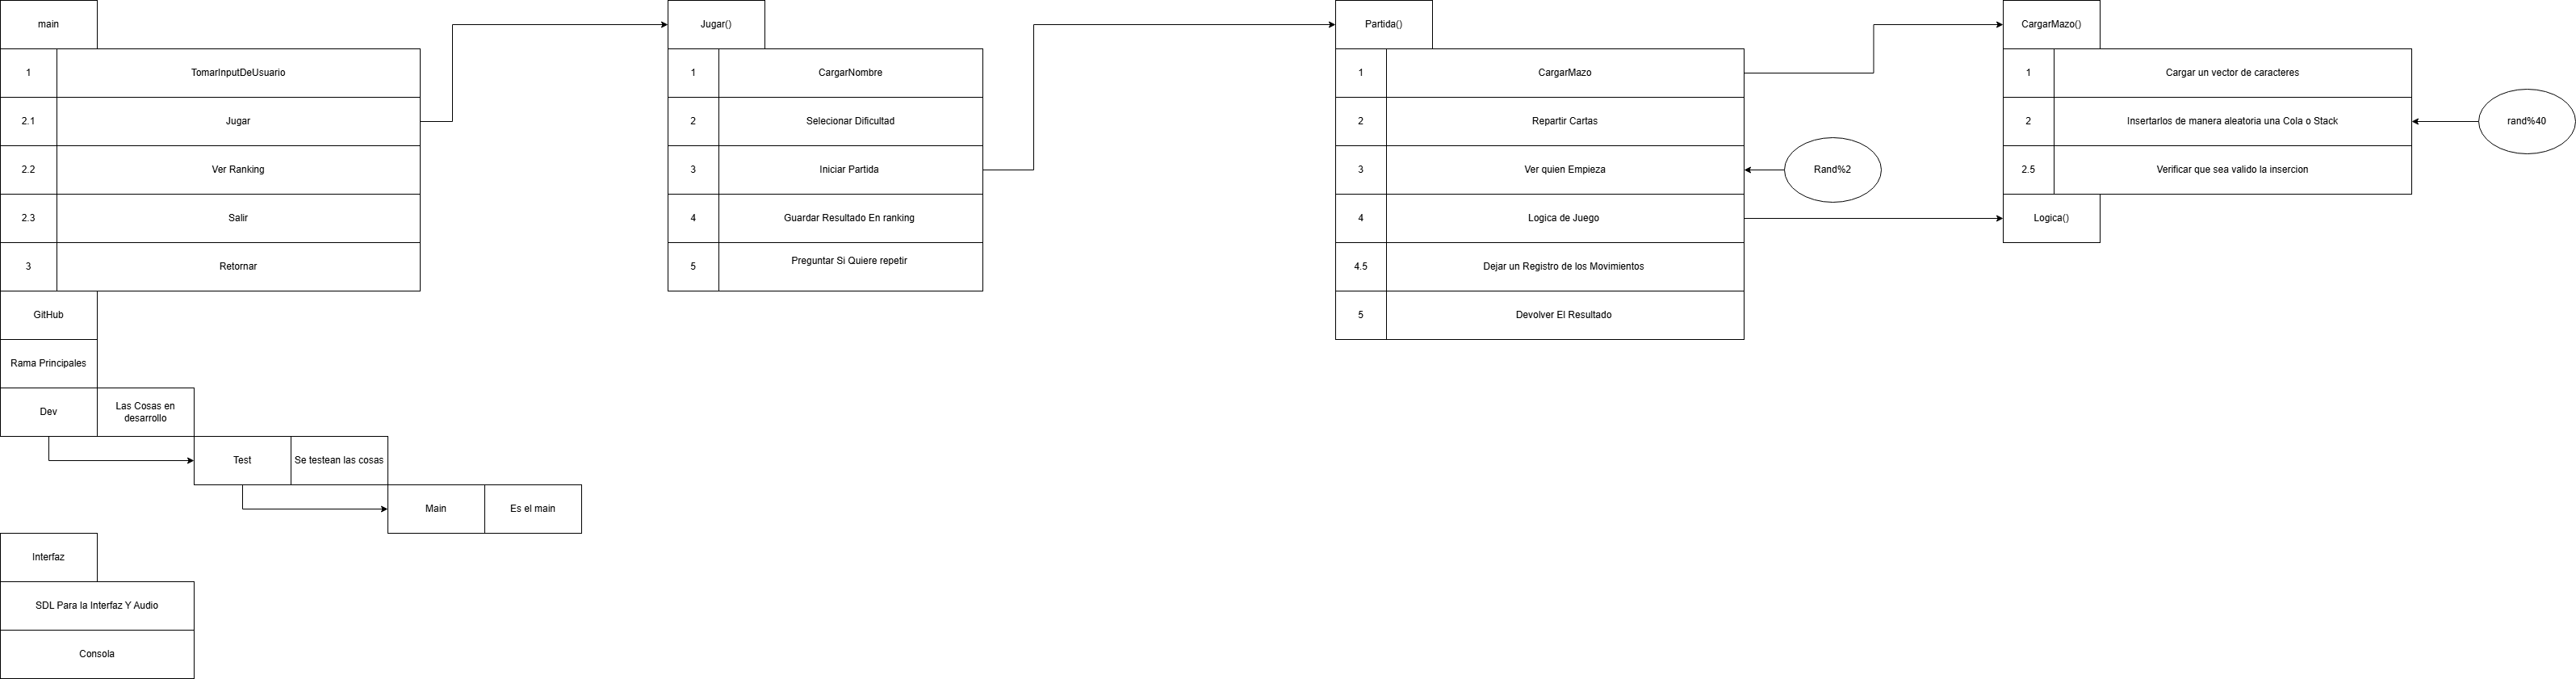 main
1
TomarInputDeUsuario
2.1
Jugar
2.2
Ver Ranking
2.3
Salir
3
Retornar
Jugar()
1
CargarNombre
2
Selecionar Dificultad
3
Iniciar Partida
4
Guardar Resultado En ranking
5
Preguntar Si Quiere repetir
Partida()
1
CargarMazo
2
Repartir Cartas
3
Ver quien Empieza
Rand%2
4
Logica de Juego
4.5
Dejar un Registro de los Movimientos
5
Devolver El Resultado
CargarMazo()
1
Cargar un vector de caracteres
2
Insertarlos de manera aleatoria una Cola o Stack
rand%40
2.5
Verificar que sea valido la insercion
Logica()
GitHub
Rama Principales
Dev
Las Cosas en
desarrollo
Test
Se testean las cosas
Main
Es el main
Interfaz
SDL Para la Interfaz Y Audio
Consola